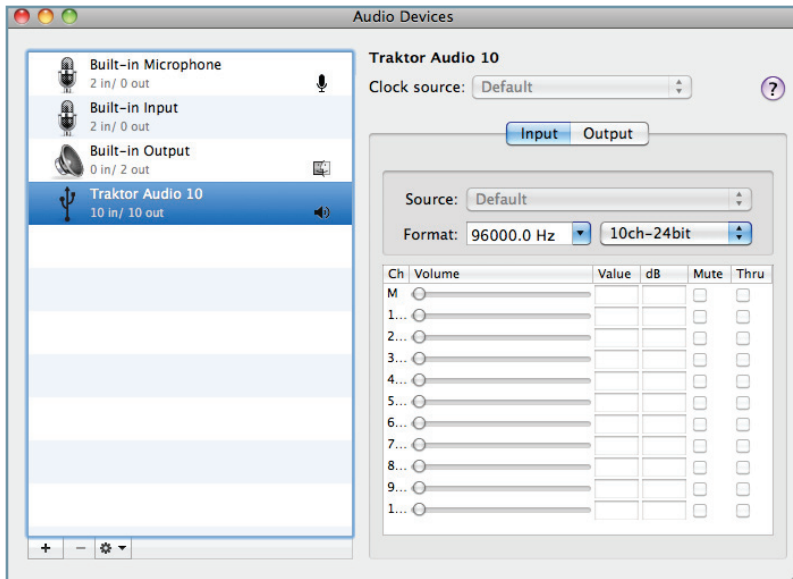 Audio Devices
Built-in Microphone
2 in/ 0 out
Built-in Input
2 in/ 0 out
Built-in Output
0 in/ 2 out
Traktor Audio 10
10 in/ 10 out
+ −
Traktor Audio 10
Clock source: Default
?
Input Output
Source: Default
Format: 96000.0 Hz 10ch-24bit
Ch Volume Value dB Mute Thru
M
1...
2...
3...
4...
5...
6...
7...
8...
9...
1...